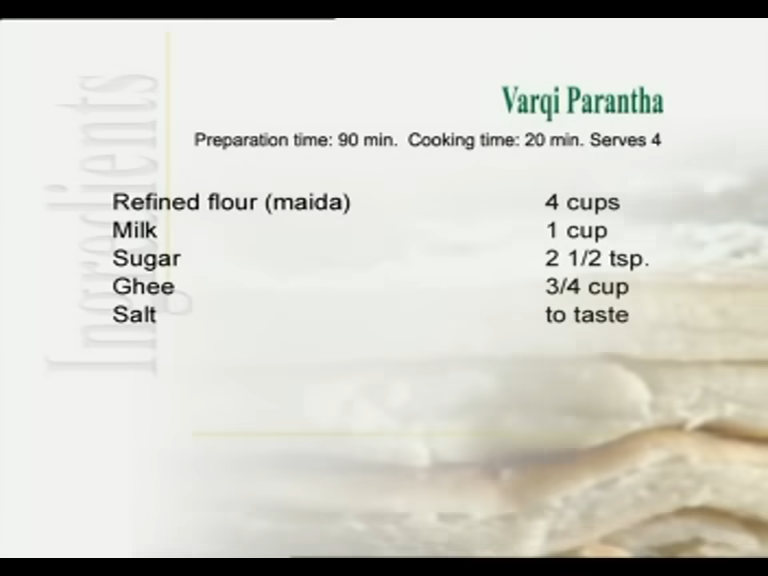 Ingredients
Varqi Parantha
Preparation time: 90 min. Cooking time: 20 min. Serves 4
Refined flour (maida) 4 cups
Milk 1 cup
Sugar 2 1/2 tsp.
Ghee 3/4 cup
Salt to taste